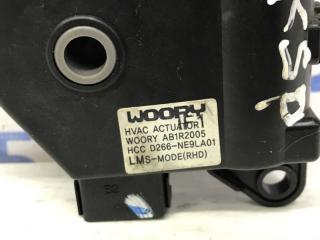 WOORY
HVAC ACTUATOR
WOORY AB1R2005
HCC D266-NE9LA01
LMS-MODE(RHD)